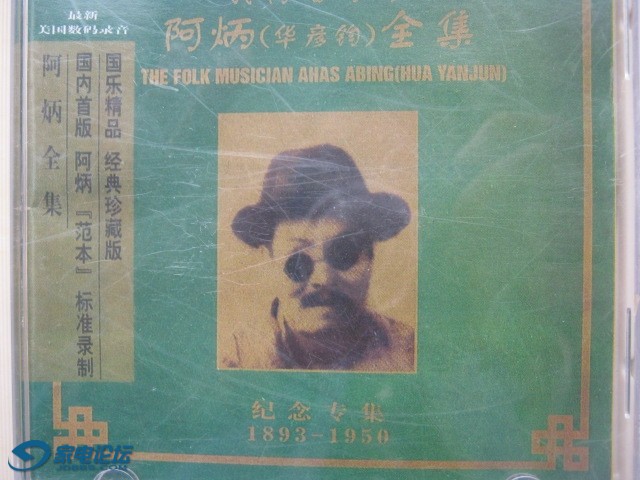 最新
美国数码录音
国乐精品 经典珍藏版
国内首版 阿炳『范本』标准录制
阿炳全集
阿炳(华彦钧)全集
THE FOLK MUSICIAN AHAS ABING(HUA YANJUN)
纪念专集
1893-1950
家电论坛
JDBBS.COM